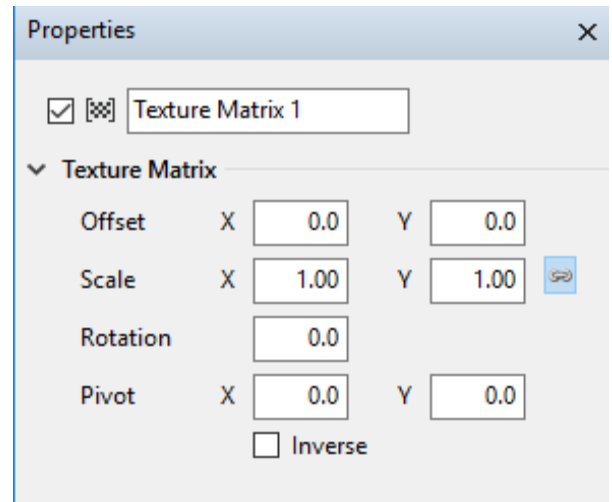 Properties
Texture Matrix 1
Texture Matrix
Offset X 0.0 Y 0.0
Scale X 1.00 Y 1.00
Rotation 0.0
Pivot X 0.0 Y 0.0
Inverse